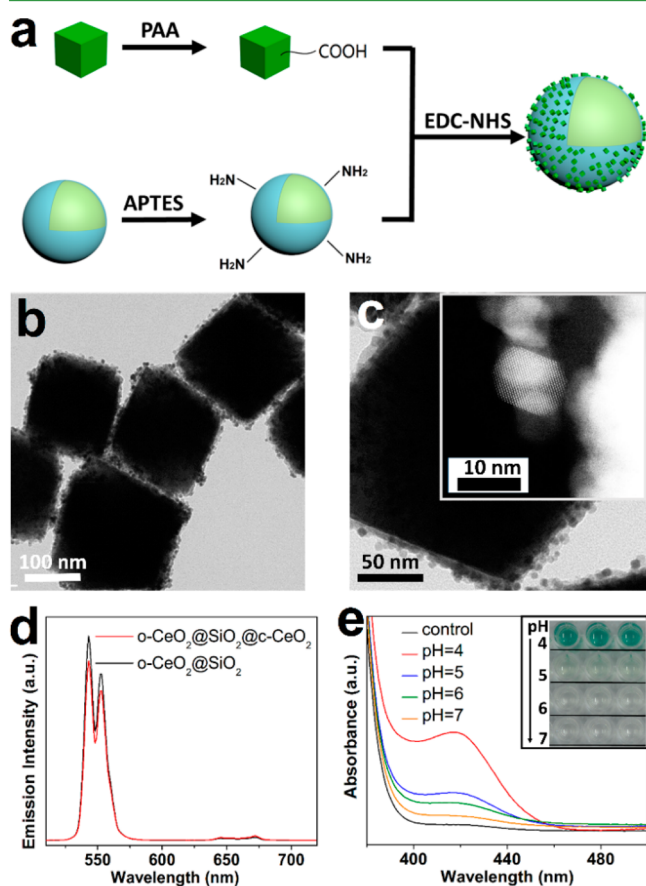 a
PAA
COOH
EDC-NHS
H₂N
NH₂
APTES
H₂N
NH₂
b
100 nm
c
10 nm
50 nm
d
o-CeO₂@SiO₂@c-CeO₂
o-CeO₂@SiO₂
Emission Intensity (a.u.)
550 600 650 700
Wavelength (nm)
e
control
pH=4
pH=5
pH=6
pH=7
pH
4
5
6
7
Absorbance (a.u.)
400 440 480
Wavelength (nm)